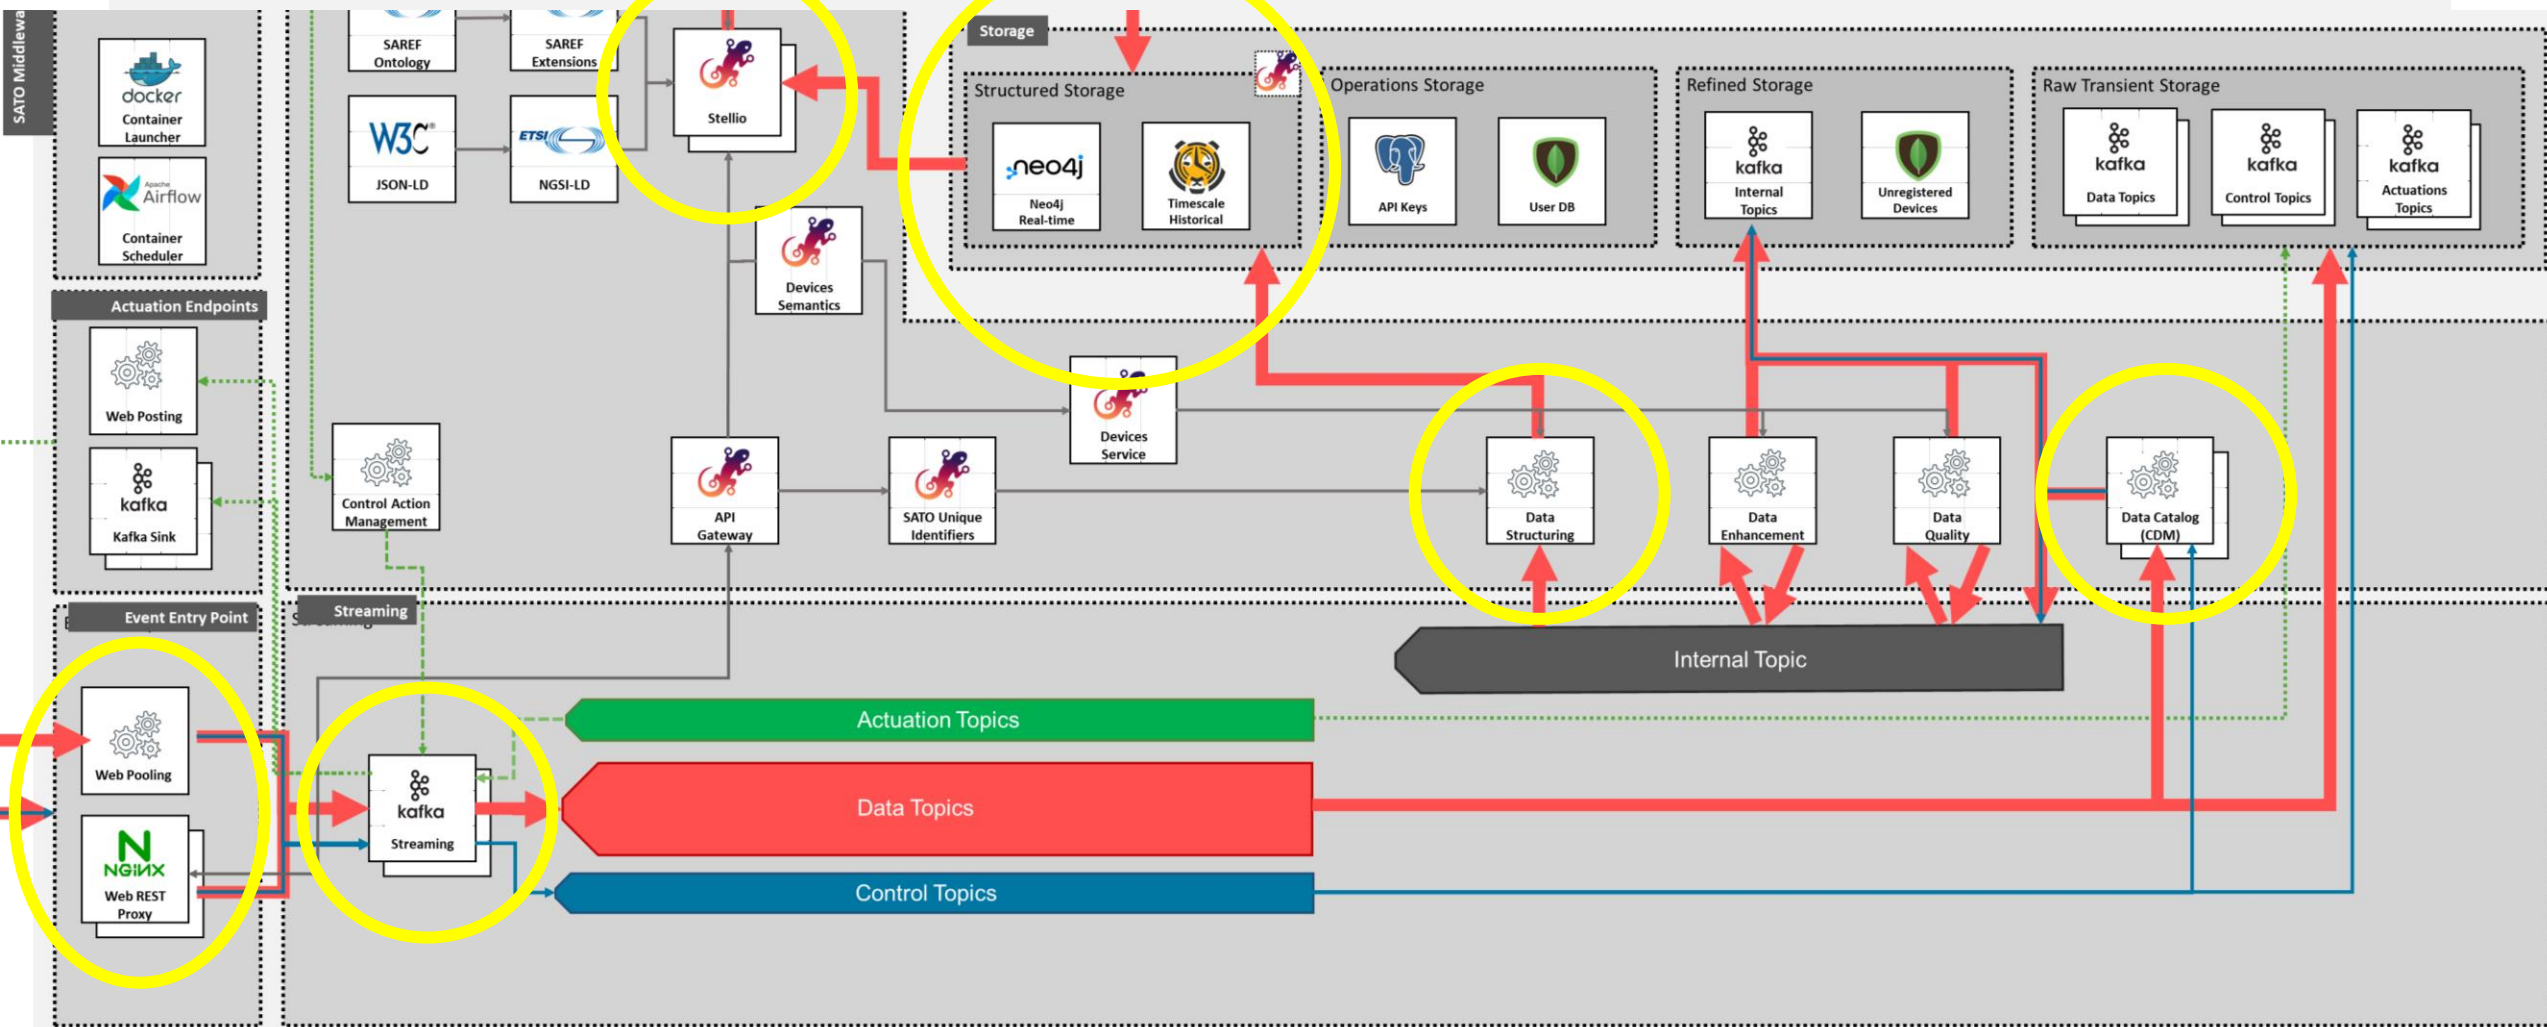 SATO Middlewa
docker
Container
Launcher
Apache
Airflow
Container
Scheduler
Actuation Endpoints
Web Posting
kafka
Kafka Sink
Event Entry Point
Web Pooling
NGINX
Web REST
Proxy
SAREF
Ontology
SAREF
Extensions
W3C®
JSON-LD
ETSI
NGSI-LD
Stellio
Devices
Semantics
Devices
Service
Control Action
Management
API
Gateway
SATO Unique
Identifiers
Data
Structuring
Data
Enhancement
Data
Quality
Data Catalog
(CDM)
Storage
Structured Storage
neo4j
Neo4j
Real-time
Timescale
Historical
Operations Storage
API Keys
User DB
Refined Storage
kafka
Internal
Topics
Unregistered
Devices
Raw Transient Storage
kafka
Data Topics
kafka
Control Topics
kafka
Actuations
Topics
Streaming
kafka
Streaming
Internal Topic
Actuation Topics
Data Topics
Control Topics